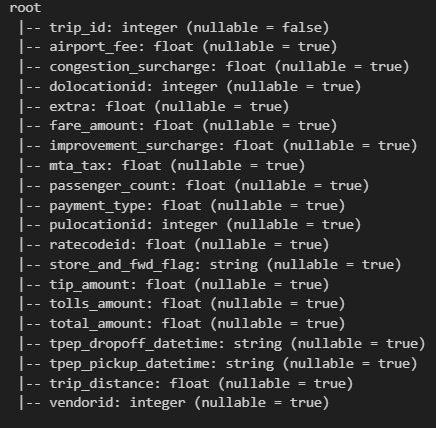 root
 |-- trip_id: integer (nullable = false)
 |-- airport_fee: float (nullable = true)
 |-- congestion_surcharge: float (nullable = true)
 |-- dolocationid: integer (nullable = true)
 |-- extra: float (nullable = true)
 |-- fare_amount: float (nullable = true)
 |-- improvement_surcharge: float (nullable = true)
 |-- mta_tax: float (nullable = true)
 |-- passenger_count: float (nullable = true)
 |-- payment_type: float (nullable = true)
 |-- pulocationid: integer (nullable = true)
 |-- ratecodeid: float (nullable = true)
 |-- store_and_fwd_flag: string (nullable = true)
 |-- tip_amount: float (nullable = true)
 |-- tolls_amount: float (nullable = true)
 |-- total_amount: float (nullable = true)
 |-- tpep_dropoff_datetime: string (nullable = true)
 |-- tpep_pickup_datetime: string (nullable = true)
 |-- trip_distance: float (nullable = true)
 |-- vendorid: integer (nullable = true)